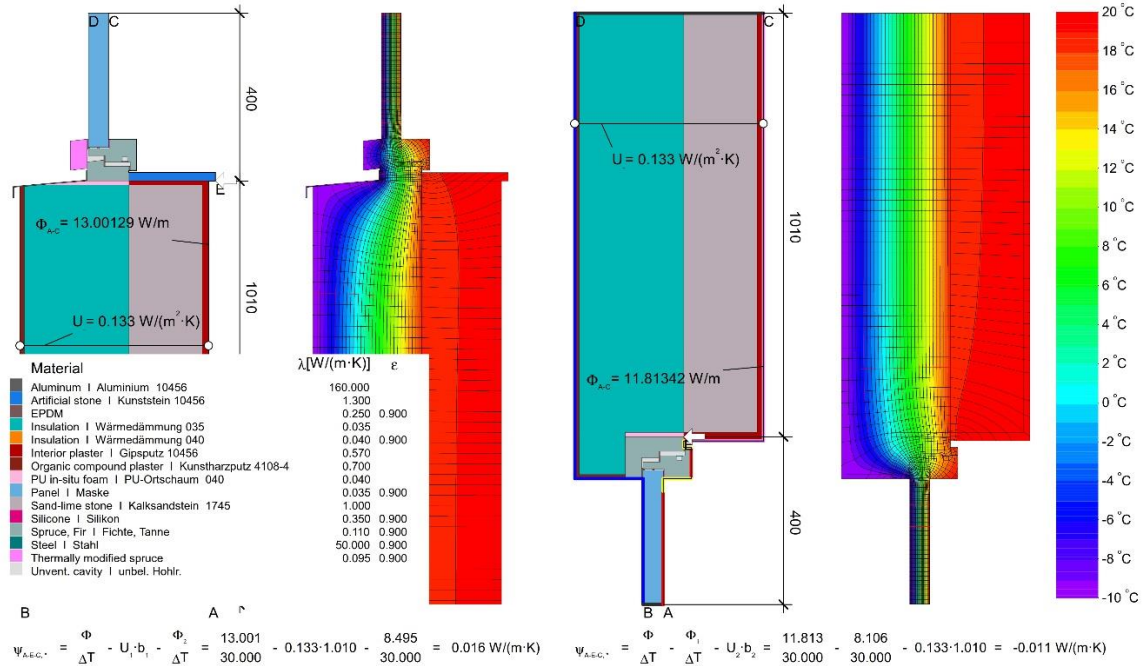 D C
D C
20 °C
18 °C
16 °C
14 °C
12 °C
10 °C
8 °C
6 °C
4 °C
2 °C
0 °C
-2 °C
-4 °C
-6 °C
-8 °C
-10 °C
400
U = 0.133 W/(m²·K)
E
ΦA-C = 13.00129 W/m
1010
1010
U = 0.133 W/(m²·K)
ΦA-C = 11.81342 W/m
E
400
Material λ[W/(m·K)] ε
Aluminum I Aluminium 10456 160.000
Artificial stone I Kunststein 10456 1.300
EPDM 0.250 0.900
Insulation I Wärmedämmung 035 0.035
Insulation I Wärmedämmung 040 0.040 0.900
Interior plaster I Gipsputz 10456 0.570
Organic compound plaster I Kunstharzputz 4108-4 0.700
PU in-situ foam I PU-Ortschaum 040 0.040
Panel I Maske 0.035 0.900
Sand-lime stone I Kalksandstein 1745 1.000
Silicone I Silikon 0.350 0.900
Spruce, Fir I Fichte, Tanne 0.110 0.900
Steel I Stahl 50.000 0.900
Thermally modified spruce 0.095 0.900
Unvent. cavity I unbel. Hohlr.
B A
B A
ψA-E-C,* = Φ/ΔT - U₁·b₁ - Φ₂/ΔT = 13.001/30.000 - 0.133·1.010 - 8.495/30.000 = 0.016 W/(m·K)
ψA-E-C,* = Φ/ΔT - Φ₁/ΔT - U₂·b₂ = 11.813/30.000 - 8.106/30.000 - 0.133·1.010 = -0.011 W/(m·K)